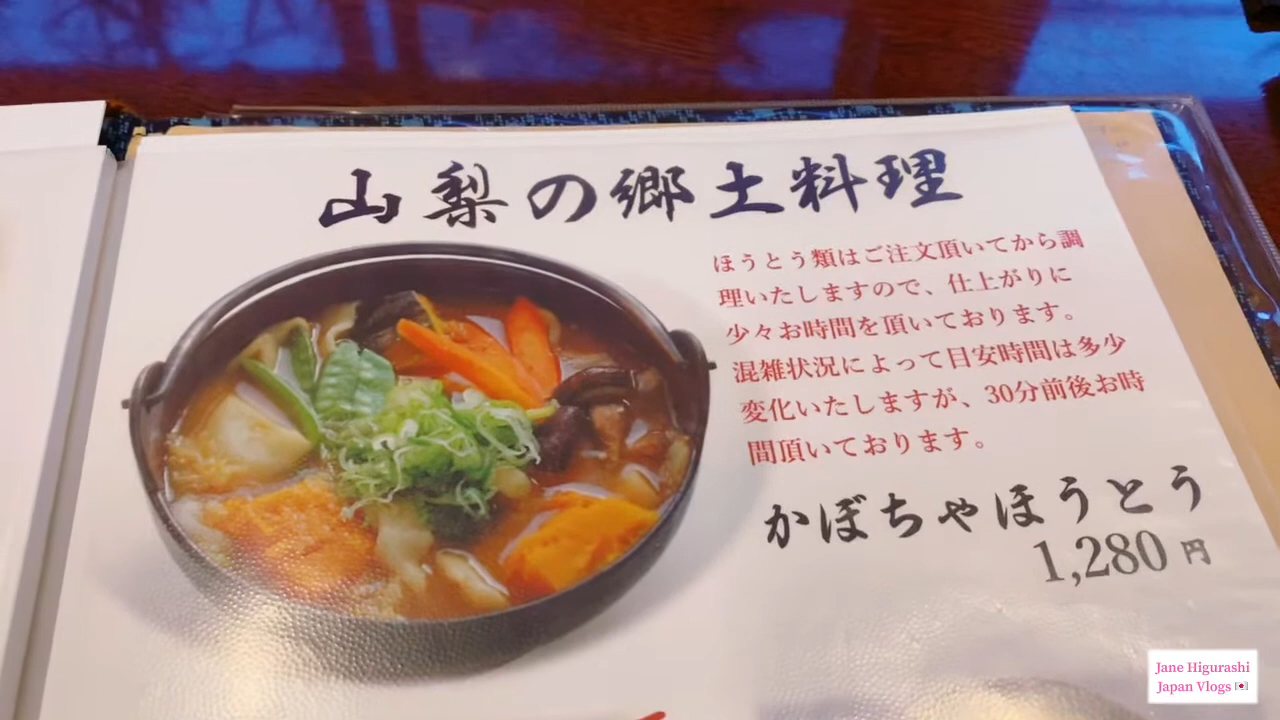 山梨の郷土料理
ほうとう類はご注文頂いてから調
理いたしますので、仕上がりに
少々お時間を頂いております。
混雑状況によって目安時間は多少
変化いたしますが、30分前後お時
間頂いております。
かぼちゃほうとう
1,280円
Jane Higurashi
Japan Vlogs 🇯🇵